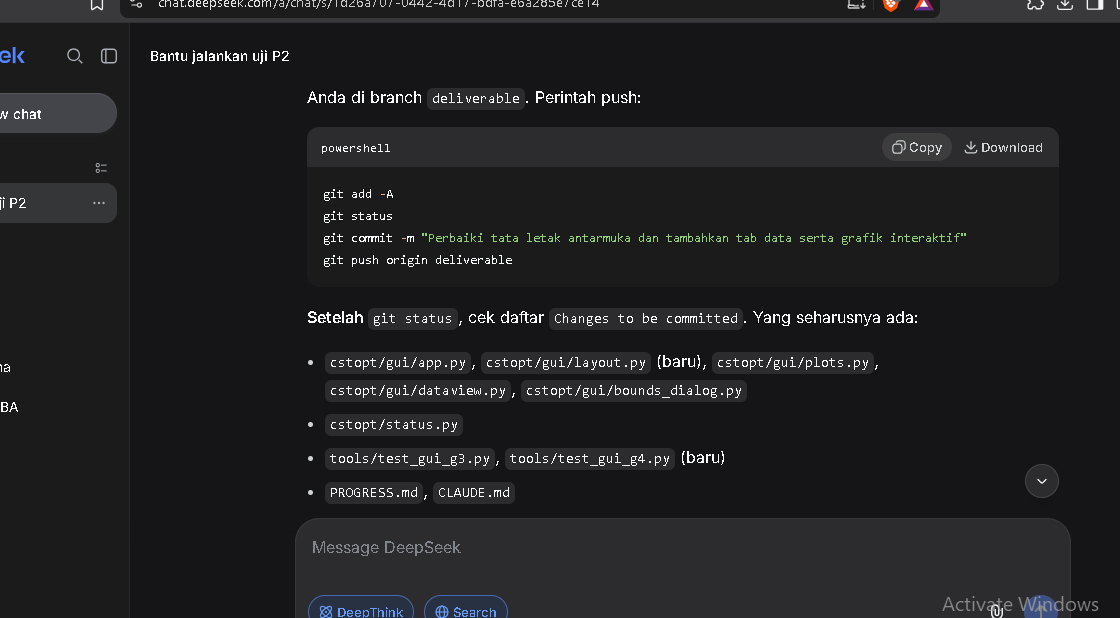 chat.deepseek.com/a/chat/s/1d26a707-0442-4d17-bdfa-e6a285e7ce14
ek
Bantu jalankan uji P2
w chat
ji P2
na
BA
Anda di branch deliverable. Perintah push:
powershell
Copy
Download
git add -A
git status
git commit -m "Perbaiki tata letak antarmuka dan tambahkan tab data serta grafik interaktif"
git push origin deliverable
Setelah git status, cek daftar Changes to be committed. Yang seharusnya ada:
• cstopt/gui/app.py, cstopt/gui/layout.py (baru), cstopt/gui/plots.py,
cstopt/gui/dataview.py, cstopt/gui/bounds_dialog.py
• cstopt/status.py
• tools/test_gui_g3.py, tools/test_gui_g4.py (baru)
• PROGRESS.md, CLAUDE.md
Message DeepSeek
DeepThink
Search
Activate Windows